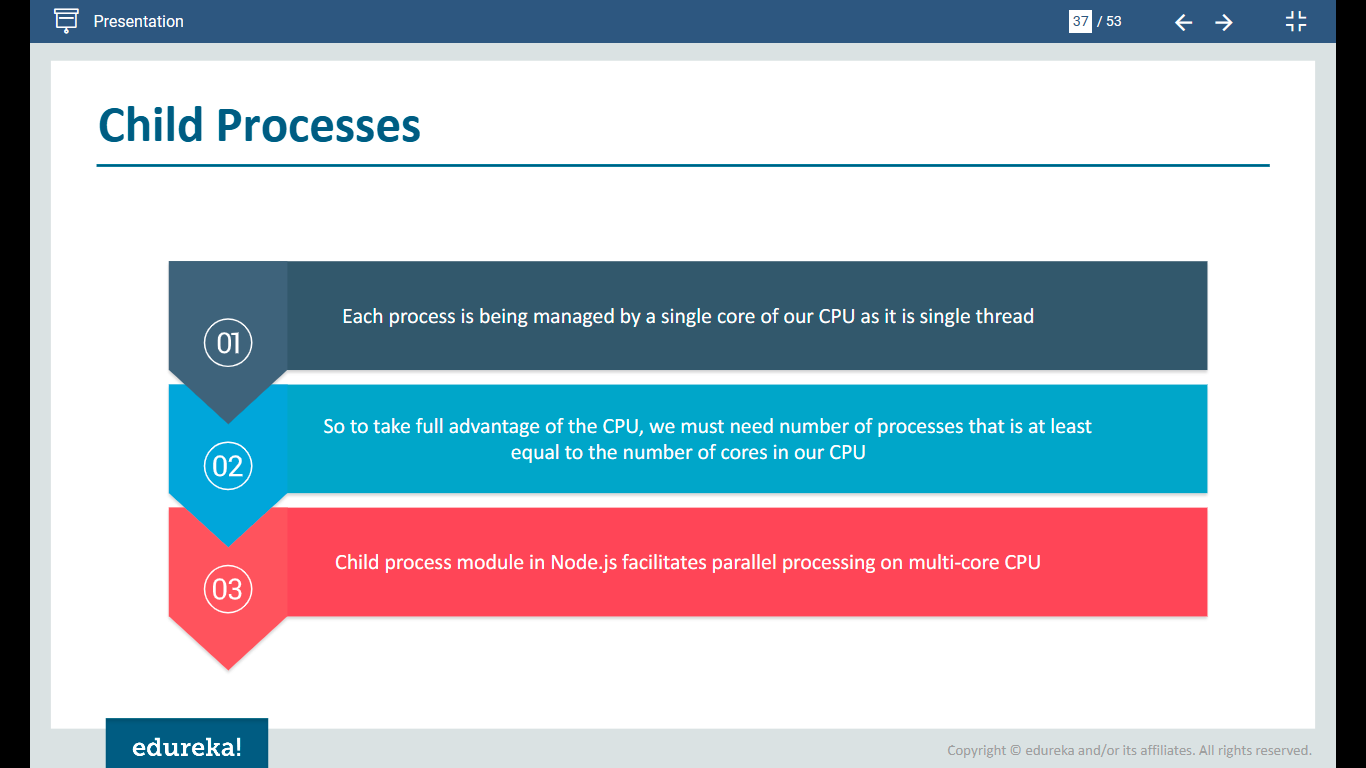 Presentation
37 / 53
Child Processes
01
Each process is being managed by a single core of our CPU as it is single thread
02
So to take full advantage of the CPU, we must need number of processes that is at least
equal to the number of cores in our CPU
03
Child process module in Node.js facilitates parallel processing on multi-core CPU
edureka!
Copyright © edureka and/or its affiliates. All rights reserved.